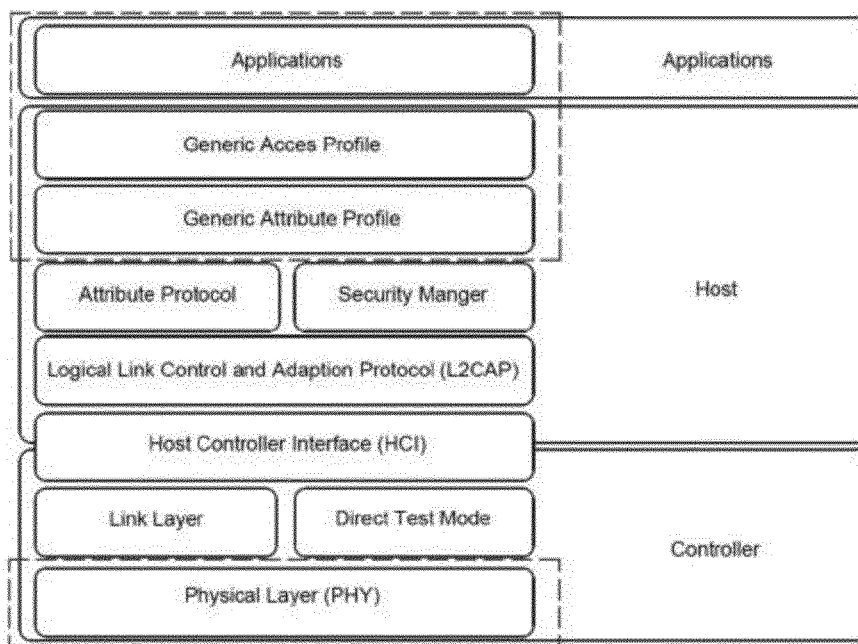 Applications
Applications
Generic Acces Profile
Generic Attribute Profile
Attribute Protocol
Security Manger
Host
Logical Link Control and Adaption Protocol (L2CAP)
Host Controller Interface (HCI)
Link Layer
Direct Test Mode
Controller
Physical Layer (PHY)